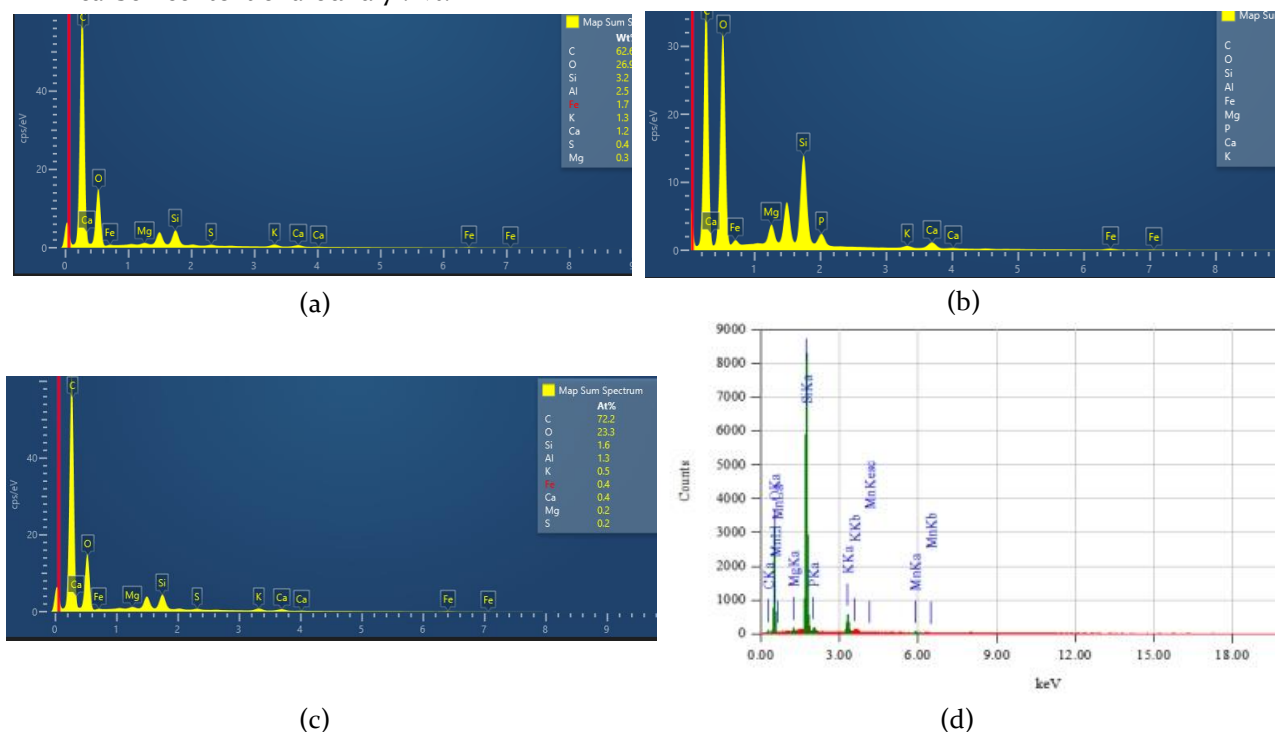 Map Sum S
Wt%
C 62.6
O 26.9
Si 3.2
Al 2.5
Fe 1.7
K 1.3
Ca 1.2
S 0.4
Mg 0.3
C
O
Ca
Fe
Mg
Si
S
K
Ca
Ca
Fe
Fe
40
20
0
cps/eV
0 1 2 3 4 5 6 7 8
(a)
Map Su
C
O
Si
Al
Fe
Mg
P
Ca
K
O
Ca
Fe
Mg
Si
P
K
Ca
Ca
Fe
Fe
30
20
10
0
cps/eV
1 2 3 4 5 6 7 8
(b)
Map Sum Spectrum
At%
C 72.2
O 23.3
Si 1.6
Al 1.3
K 0.5
Fe 0.4
Ca 0.4
Mg 0.2
S 0.2
C
O
Ca
Fe
Mg
Si
S
K
Ca
Ca
Fe
Fe
40
20
0
cps/eV
0 1 2 3 4 5 6 7 8 9
(c)
9000
8000
7000
6000
5000
4000
3000
2000
1000
0
Counts
CKa
OKa
MgKa
SiKa
PKa
KKa
KKb
MnKesc
MnKa
MnKb
0.00 3.00 6.00 9.00 12.00 15.00 18.00
keV
(d)